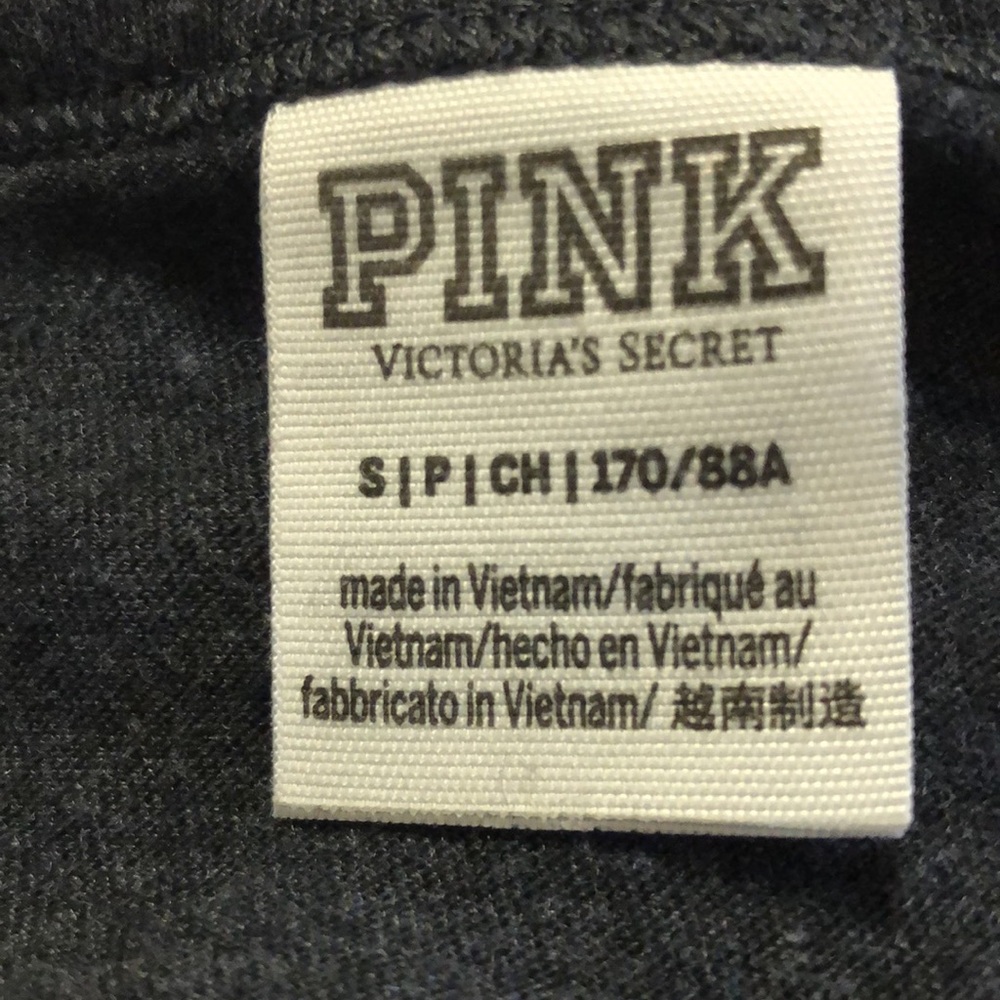 PINK
VICTORIA'S SECRET
S | P | CH | 170/88A
made in Vietnam/fabriqué au
Vietnam/hecho en Vietnam/
fabbricato in Vietnam/ 越南制造